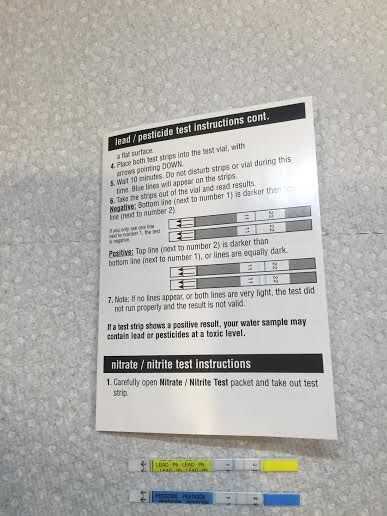 lead / pesticide test instructions cont.
a flat surface.
4. Place both test strips into the test vial, with
arrows pointing DOWN.
5. Wait 10 minutes. Do not disturb strips or vial during this
time. Blue lines will appear on the strips.
6. Take the strips out of the vial and read results.
Negative: Bottom line (next to number 1) is darker than top
line (next to number 2)
If you only see one line
next to number 1, the test
is negative.
Positive: Top line (next to number 2) is darker than
bottom line (next to number 1), or lines are equally dark.
7. Note: If no lines appear, or both lines are very light, the test did
not run properly and the result is not valid.
If a test strip shows a positive result, your water sample may
contain lead or pesticides at a toxic level.
nitrate / nitrite test instructions
1. Carefully open Nitrate / Nitrite Test packet and take out test
strip.
LEAD Pb LEAD Pb
PESTICIDE PESTICIDE